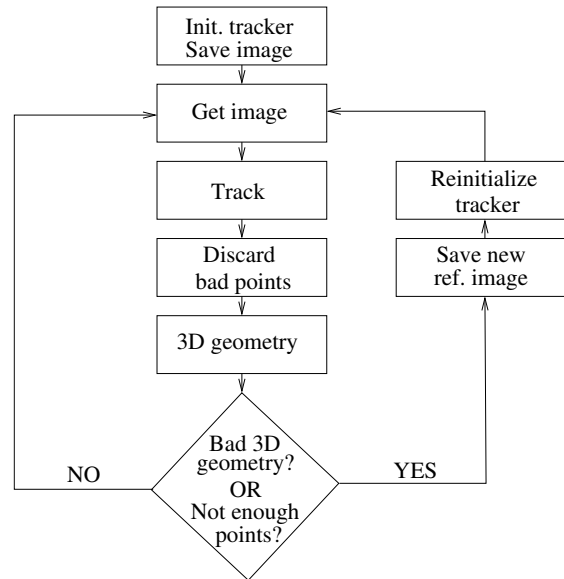 Init. tracker
Save image
Get image
Track
Reinitialize
tracker
Discard
bad points
Save new
ref. image
3D geometry
Bad 3D
geometry?
OR
Not enough
points?
NO
YES